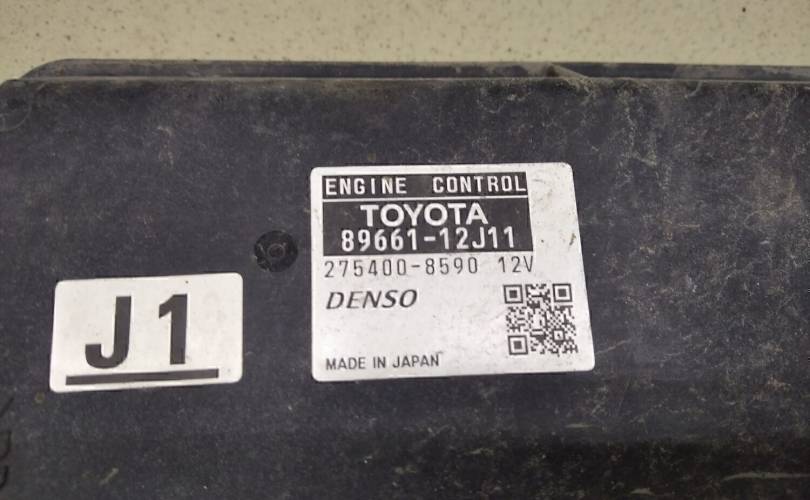 ENGINE CONTROL
TOYOTA
89661-12J11
275400-8590 12V
DENSO
MADE IN JAPAN
J1